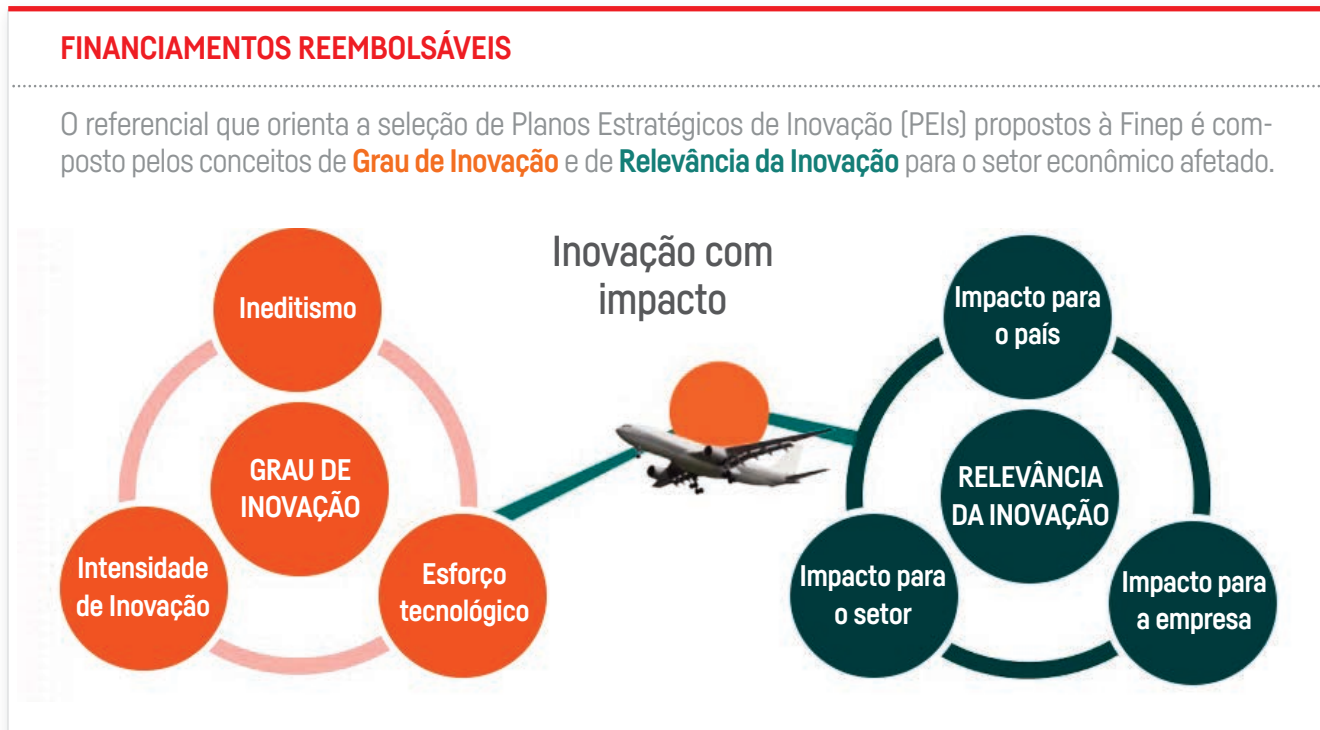 FINANCIAMENTOS REEMBOLSÁVEIS
O referencial que orienta a seleção de Planos Estratégicos de Inovação (PEIs) propostos à Finep é com-
posto pelos conceitos de Grau de Inovação e de Relevância da Inovação para o setor econômico afetado.
Inovação com
impacto
Ineditismo
GRAU DE
INOVAÇÃO
Intensidade
de Inovação
Esforço
tecnológico
Impacto para
o país
RELEVÂNCIA
DA INOVAÇÃO
Impacto para
o setor
Impacto para
a empresa